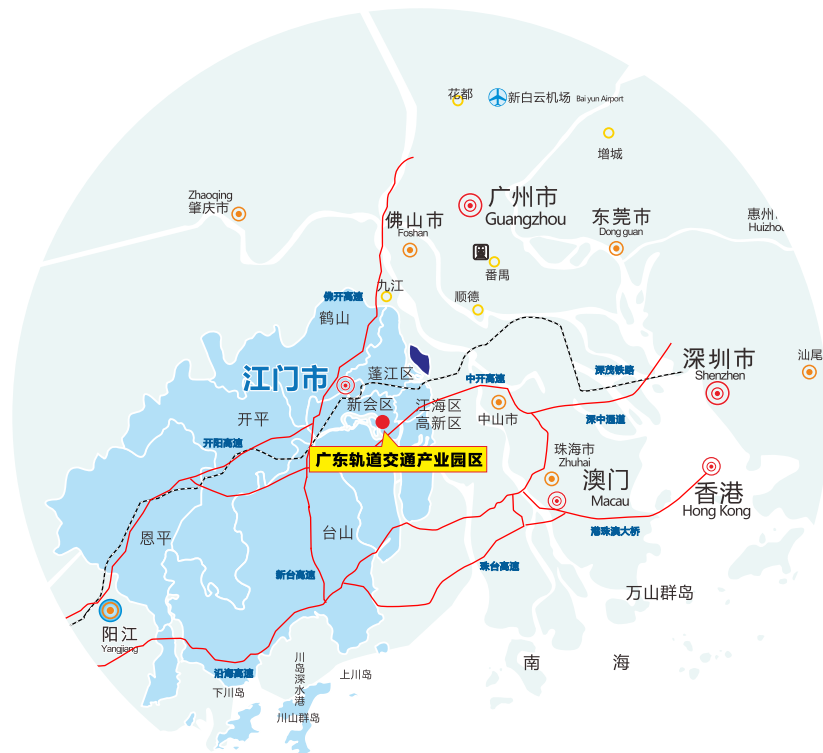 花都
新白云机场 Bai yun Airport
增城
Zhaoqing
肇庆市
广州市
Guangzhou
佛山市
Foshan
东莞市
Dong guan
惠州
Huizhou
番禺
九江
顺德
佛开高速
鹤山
江门市
蓬江区
中开高速
深茂铁路
深圳市
Shenzhen
汕尾
新会区
江海区
高新区
中山市
深中通道
开平
开阳高速
广东轨道交通产业园区
珠海市
Zhuhai
澳门
Macau
香港
Hong Kong
港珠澳大桥
恩平
台山
新台高速
珠台高速
万山群岛
阳江
Yangjiang
沿海高速
下川岛
川岛深水港
上川岛
川山群岛
南海